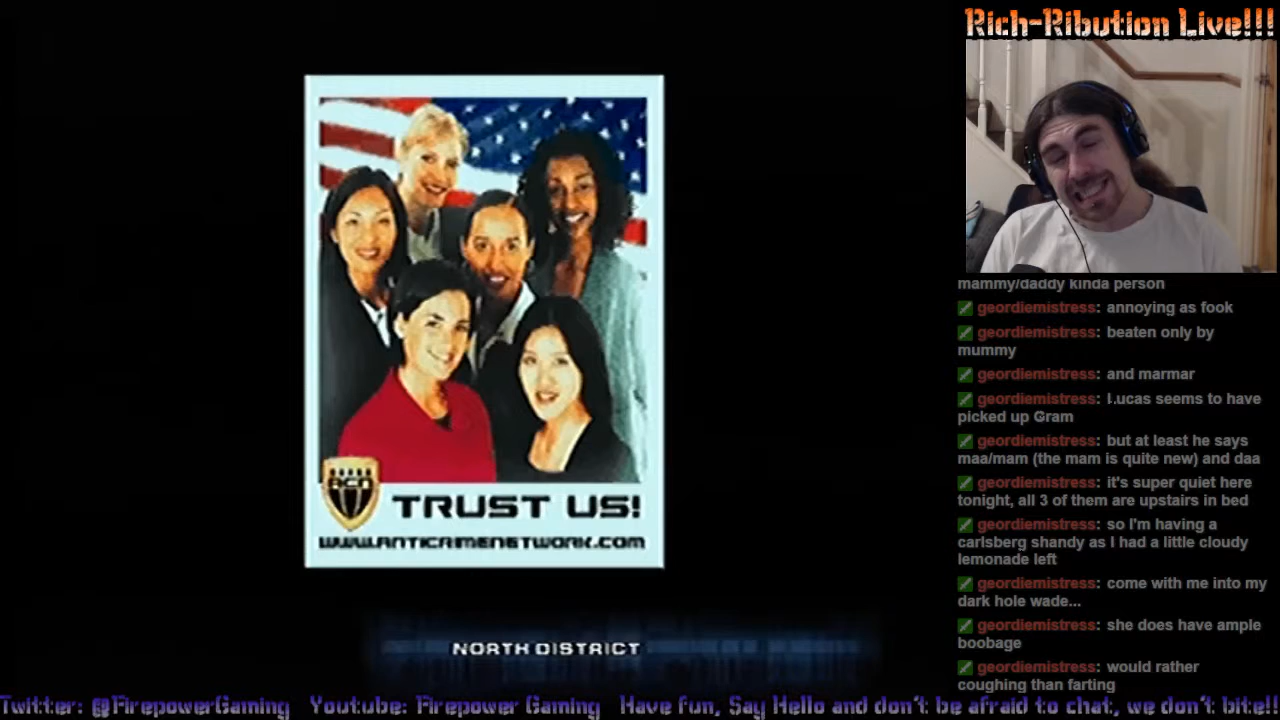 Rich-Ribution Live!!!
ACN
TRUST US!
WWW.ANTICRIMENETWORK.COM
NORTH DISTRICT
mammy/daddy kinda person
geordiemistress: annoying as fook
geordiemistress: beaten only by
mummy
geordiemistress: and marmar
geordiemistress: Lucas seems to have
picked up Gram
geordiemistress: but at least he says
maa/mam (the mam is quite new) and daa
geordiemistress: it's super quiet here
tonight, all 3 of them are upstairs in bed
geordiemistress: so I'm having a
carlsberg shandy as I had a little cloudy
lemonade left
geordiemistress: come with me into my
dark hole wade...
geordiemistress: she does have ample
boobage
geordiemistress: would rather
coughing than farting
Twitter: @FirepowerGaming Youtube: Firepower Gaming Have fun, Say Hello and don't be afraid to chat, we don't bite!!